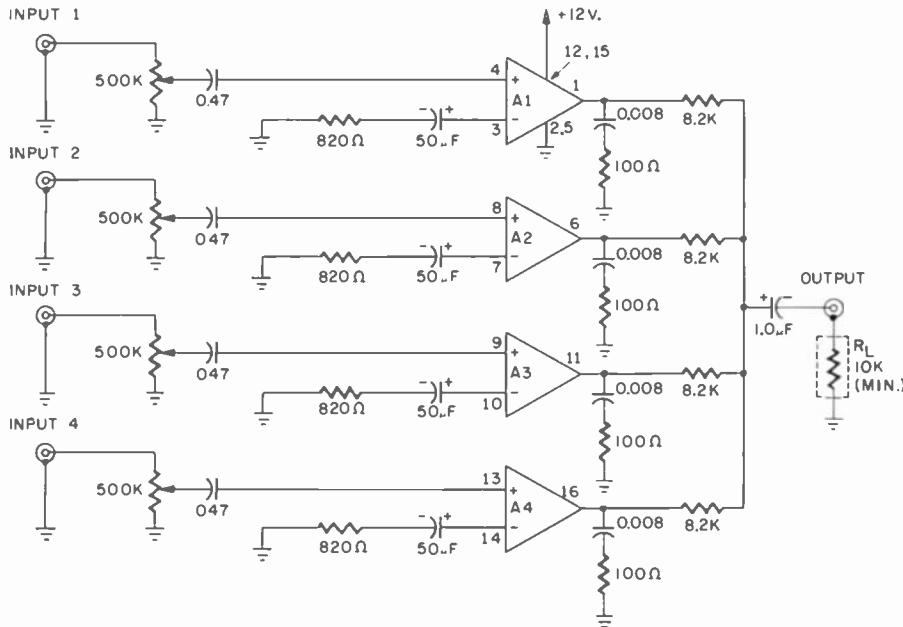 INPUT 1
+12V.
12,15
500K
0.47
4
+
A1
1
3
-
2,5
820Ω
- +
50µF
0.008
100Ω
8.2K
INPUT 2
500K
047
8
+
A2
6
7
-
820Ω
- +
50µF
0.008
100Ω
8.2K
INPUT 3
500K
047
9
+
A3
11
10
-
820Ω
- +
50µF
0.008
100Ω
8.2K
OUTPUT
+ -
1.0µF
RL
10K
(MIN.)
INPUT 4
500K
047
13
+
A4
16
14
-
820Ω
- +
50µF
0.008
100Ω
8.2K